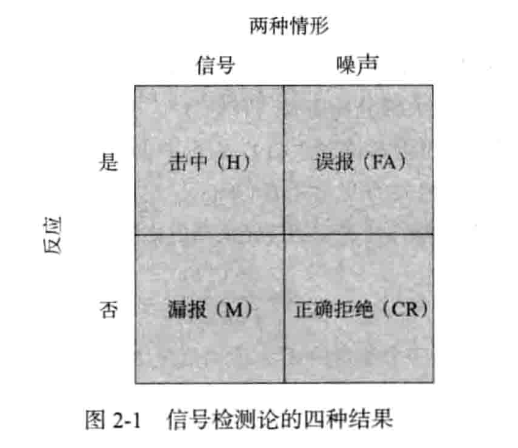 两种情形
信号 噪声
是 击中（H） 误报（FA）
反应
否 漏报（M） 正确拒绝（CR）
图 2-1 信号检测论的四种结果